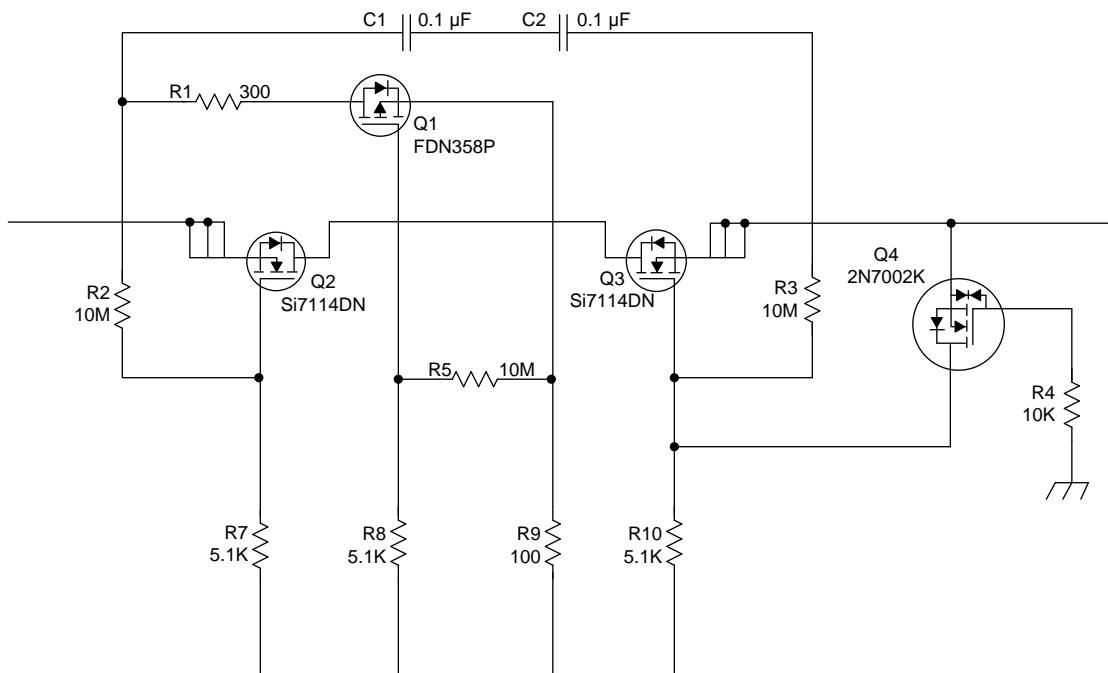 C1 0.1 µF C2 0.1 µF
R1 300
Q1
FDN358P
Q2
Si7114DN
Q3
Si7114DN
Q4
2N7002K
R2
10M
R3
10M
R5 10M
R4
10K
R7
5.1K
R8
5.1K
R9
100
R10
5.1K